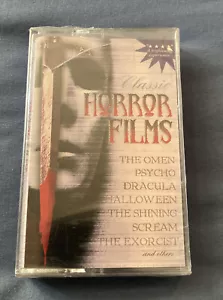 Classic
HORROR
FILMS
THE OMEN
PSYCHO
DRACULA
HALLOWEEN
THE SHINING
SCREAM
THE EXORCIST
and others